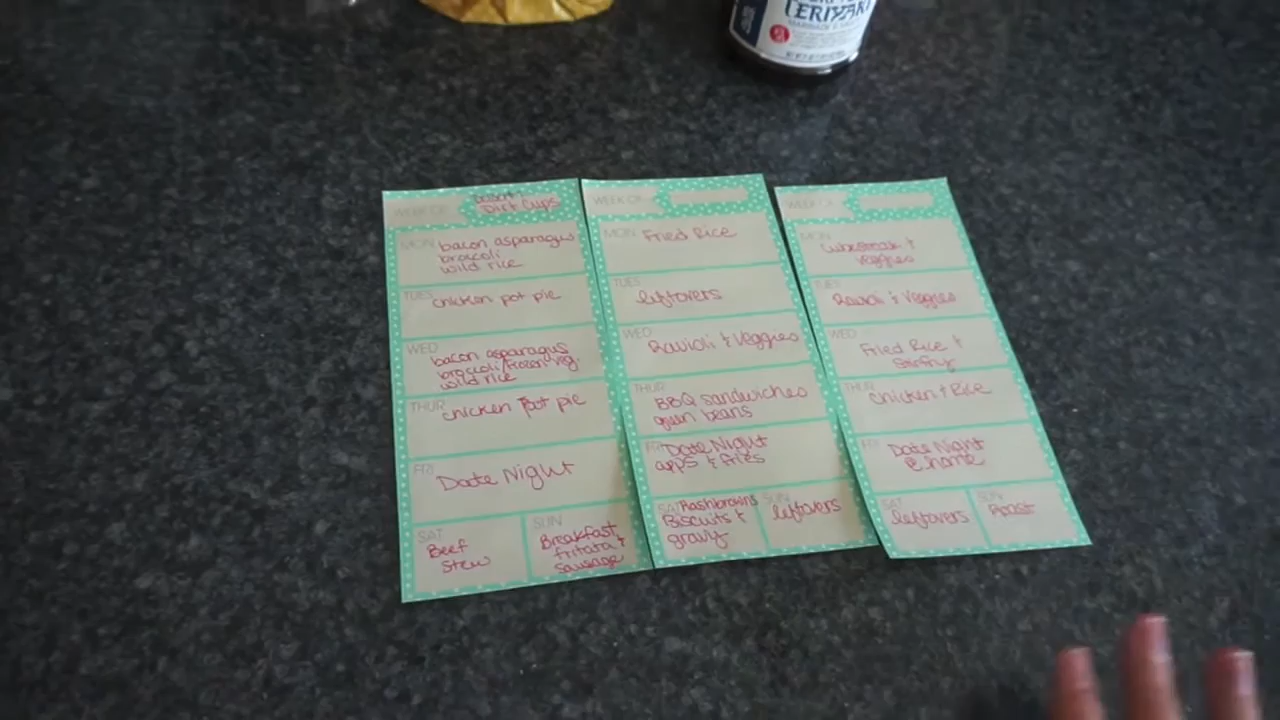 TERIYAKI
MARINADE & SAUCE
WEEK OF
Dirt Cups
MON
bacon asparagus
broccoli
wild rice
TUES
chicken pot pie
WED
bacon asparagus
broccoli/frozen veg.
wild rice
THUR
chicken pot pie
FRI
Date Night
SAT
Beef
stew
SUN
Breakfast,
fritata &
sausage
WEEK OF
MON
Fried Rice
TUES
leftovers
WED
Ravioli & Veggies
THUR
BBQ sandwiches
green beans
FRI
Date Night
apps & fries
SAT
Hashbrowns
Biscuits &
gravy
SUN
leftovers
WEEK OF
MON
&
veggies
TUES
Ravioli & Veggies
WED
Fried Rice &
Stirfry
THUR
Chicken & Rice
FRI
Date Night
@ home
SAT
leftovers
SUN
Roast